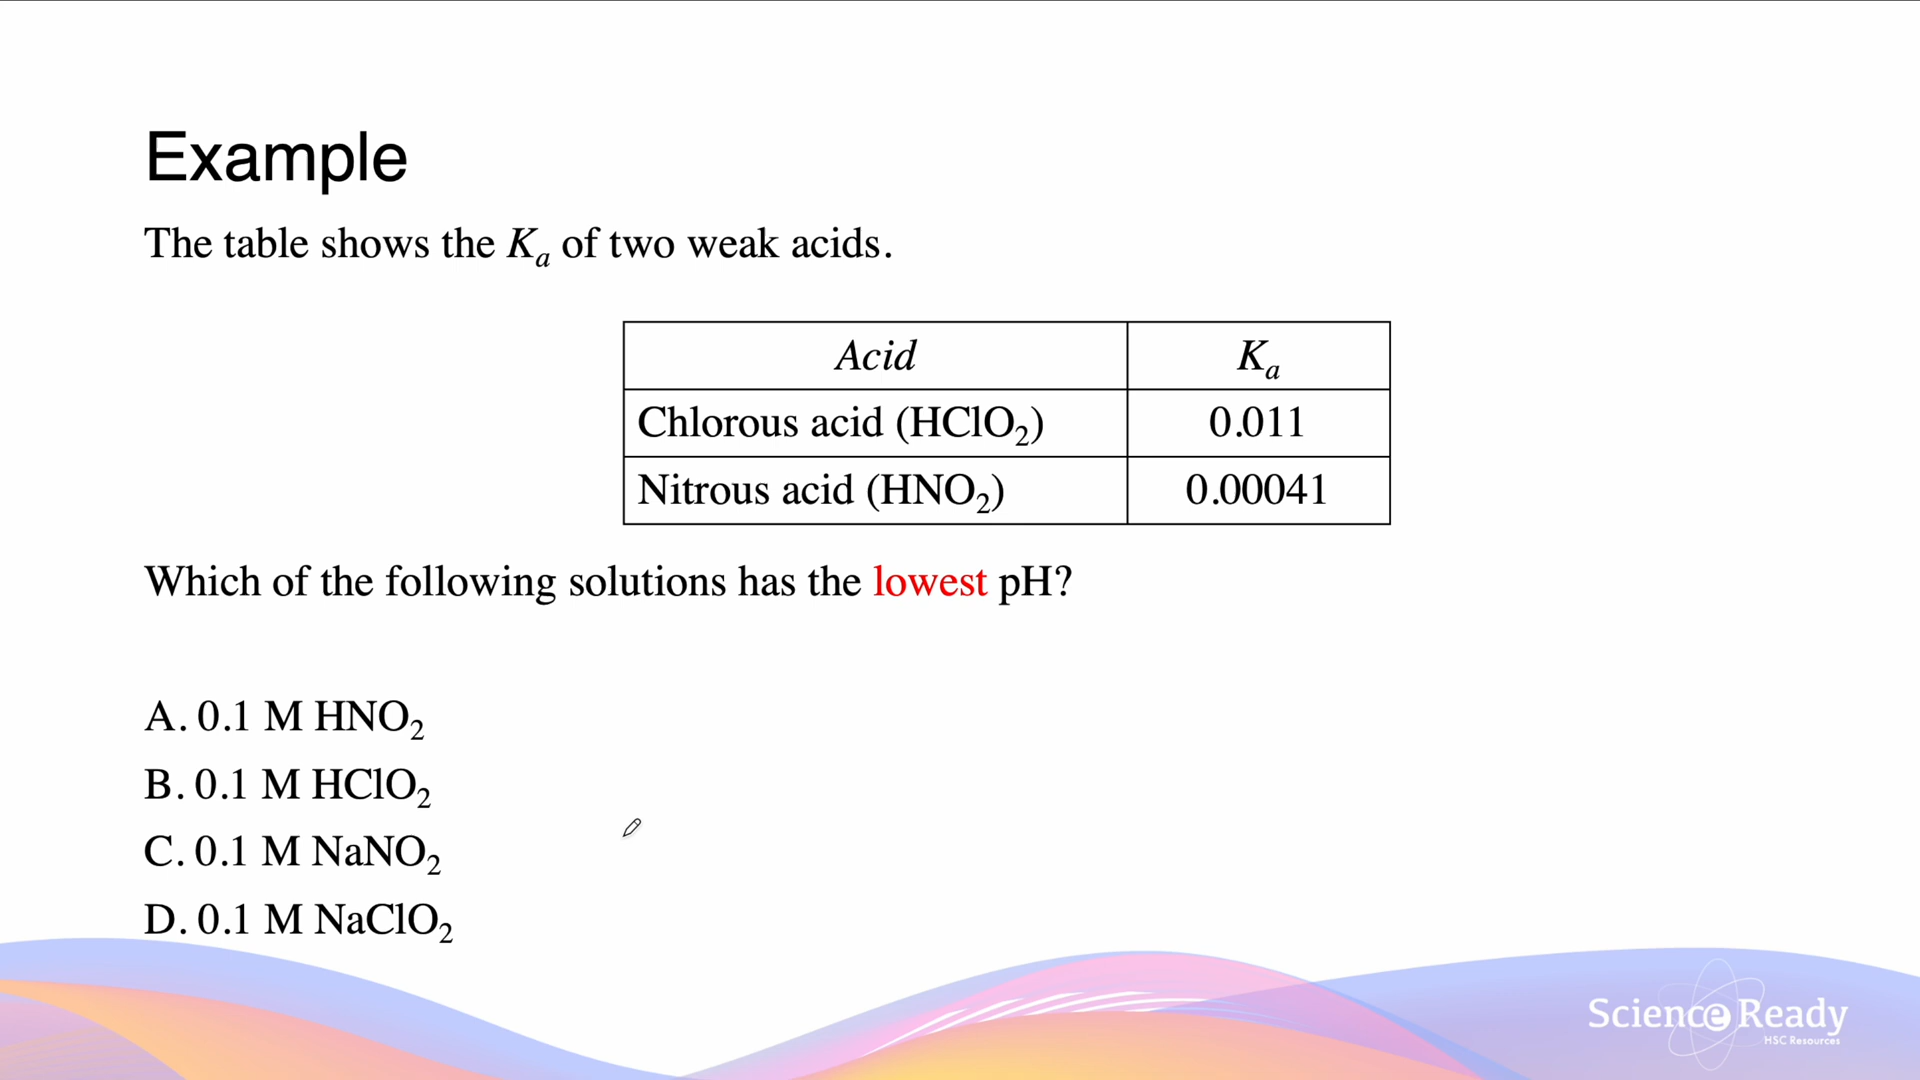 Example
The table shows the Kₐ of two weak acids.
Acid Kₐ
Chlorous acid (HClO₂) 0.011
Nitrous acid (HNO₂) 0.00041
Which of the following solutions has the lowest pH?
A. 0.1 M HNO₂
B. 0.1 M HClO₂
C. 0.1 M NaNO₂
D. 0.1 M NaClO₂
Science Ready
HSC Resources